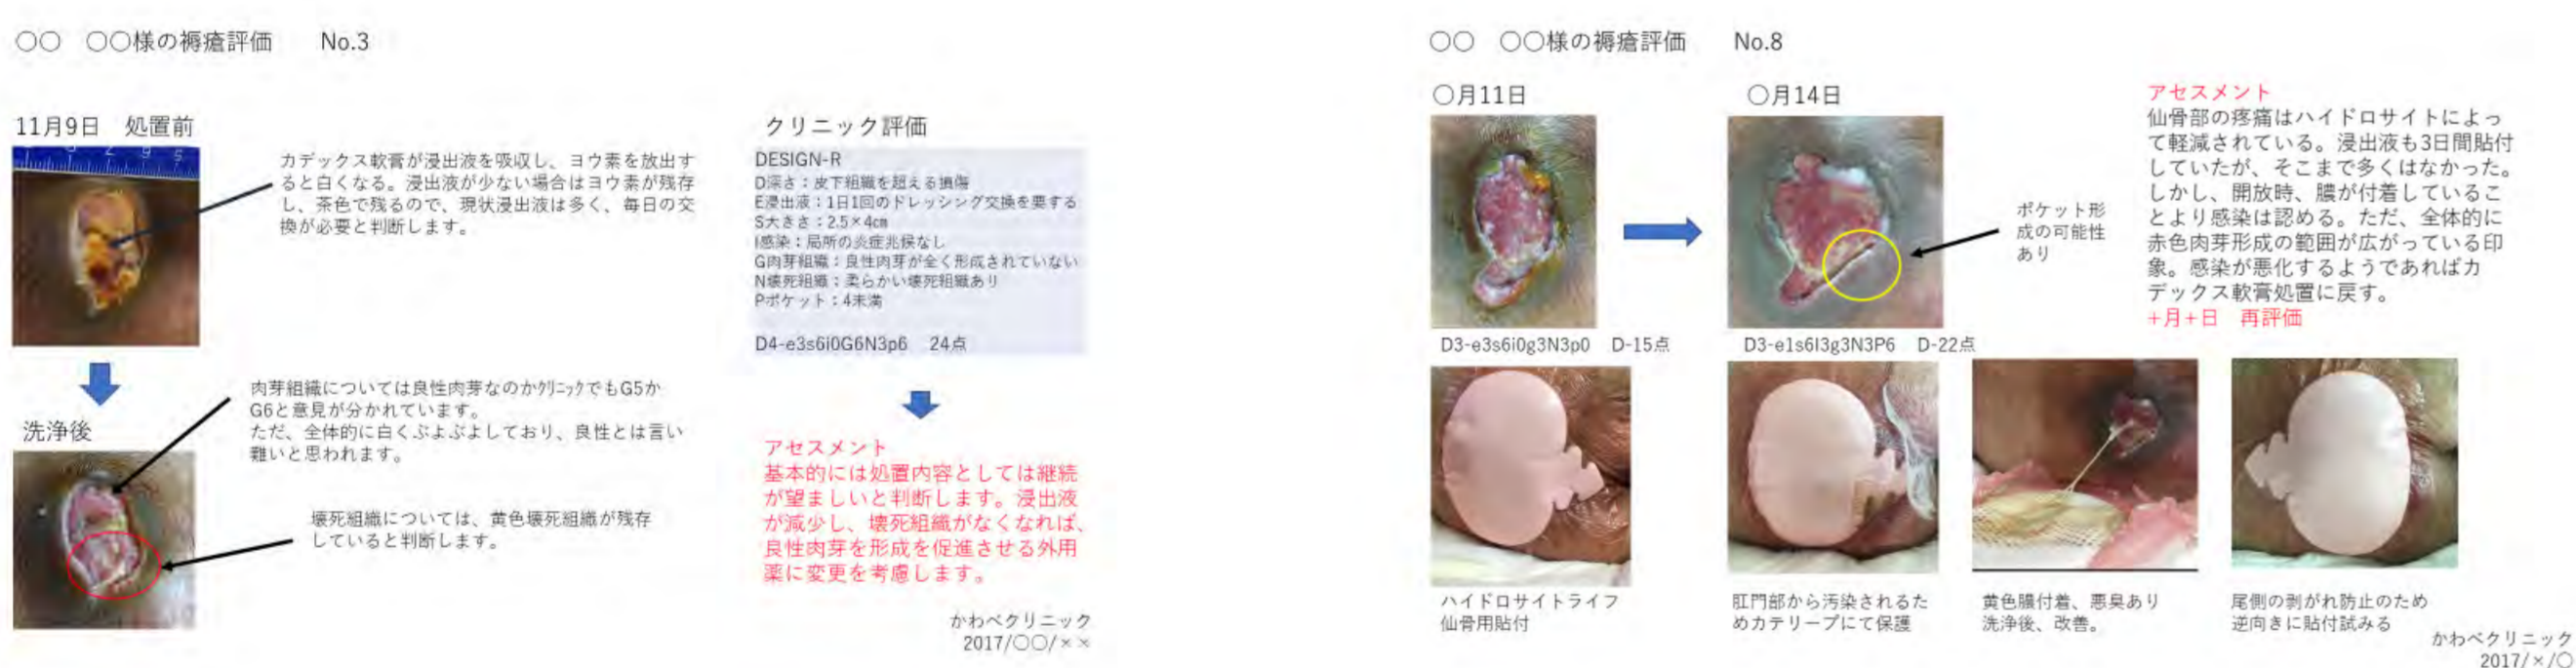 ○○　○○様の褥瘡評価　　No.3
11月9日　処置前
カデックス軟膏が浸出液を吸収し、ヨウ素を放出す
ると白くなる。浸出液が少ない場合はヨウ素が残存
し、茶色で残るので、現状浸出液は多く、毎日の交
換が必要と判断します。
洗浄後
肉芽組織については良性肉芽なのかｸﾘﾆｯｸでもG5か
G6と意見が分かれています。
ただ、全体的に白くぶよぶよしており、良性とは言い
難いと思われます。
壊死組織については、黄色壊死組織が残存
していると判断します。
クリニック評価
DESIGN-R
D深さ：皮下組織を超える損傷
E浸出液：1日1回のドレッシング交換を要する
S大きさ：2.5×4㎝
I感染：局所の炎症兆候なし
G肉芽組織：良性肉芽が全く形成されていない
N壊死組織：柔らかい壊死組織あり
Pポケット：4未満
D4-e3s6i0G6N3p6　24点
アセスメント
基本的には処置内容としては継続
が望ましいと判断します。浸出液
が減少し、壊死組織がなくなれば、
良性肉芽を形成を促進させる外用
薬に変更を考慮します。
かわべクリニック
2017/○○/××
○○　○○様の褥瘡評価　　No.8
○月11日
D3-e3s6i0g3N3p0　D-15点
○月14日
D3-e1s6I3g3N3P6　D-22点
ポケット形
成の可能性
あり
アセスメント
仙骨部の疼痛はハイドロサイトによっ
て軽減されている。浸出液も3日間貼付
していたが、そこまで多くはなかった。
しかし、開放時、膿が付着しているこ
とより感染は認める。ただ、全体的に
赤色肉芽形成の範囲が広がっている印
象。感染が悪化するようであればカ
デックス軟膏処置に戻す。
+月+日　再評価
ハイドロサイトライフ
仙骨用貼付
肛門部から汚染されるた
めカテリープにて保護
黄色膿付着、悪臭あり
洗浄後、改善。
尾側の剥がれ防止のため
逆向きに貼付試みる
かわべクリニック
2017/×/○